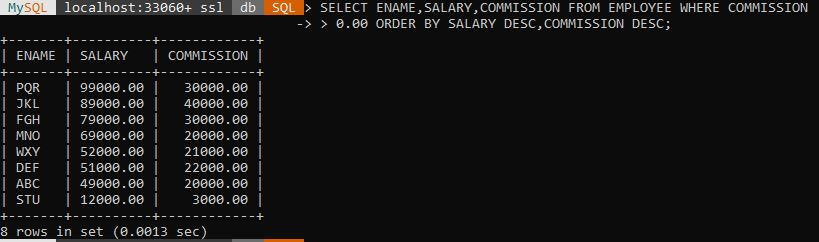 MySQL localhost:33060+ ssl db SQL > SELECT ENAME,SALARY,COMMISSION FROM EMPLOYEE WHERE COMMISSION
-> > 0.00 ORDER BY SALARY DESC,COMMISSION DESC;
+-------+----------+------------+
| ENAME | SALARY   | COMMISSION |
+-------+----------+------------+
| PQR   | 99000.00 |   30000.00 |
| JKL   | 89000.00 |   40000.00 |
| FGH   | 79000.00 |   30000.00 |
| MNO   | 69000.00 |   20000.00 |
| WXY   | 52000.00 |   21000.00 |
| DEF   | 51000.00 |   22000.00 |
| ABC   | 49000.00 |   20000.00 |
| STU   | 12000.00 |    3000.00 |
+-------+----------+------------+
8 rows in set (0.0013 sec)